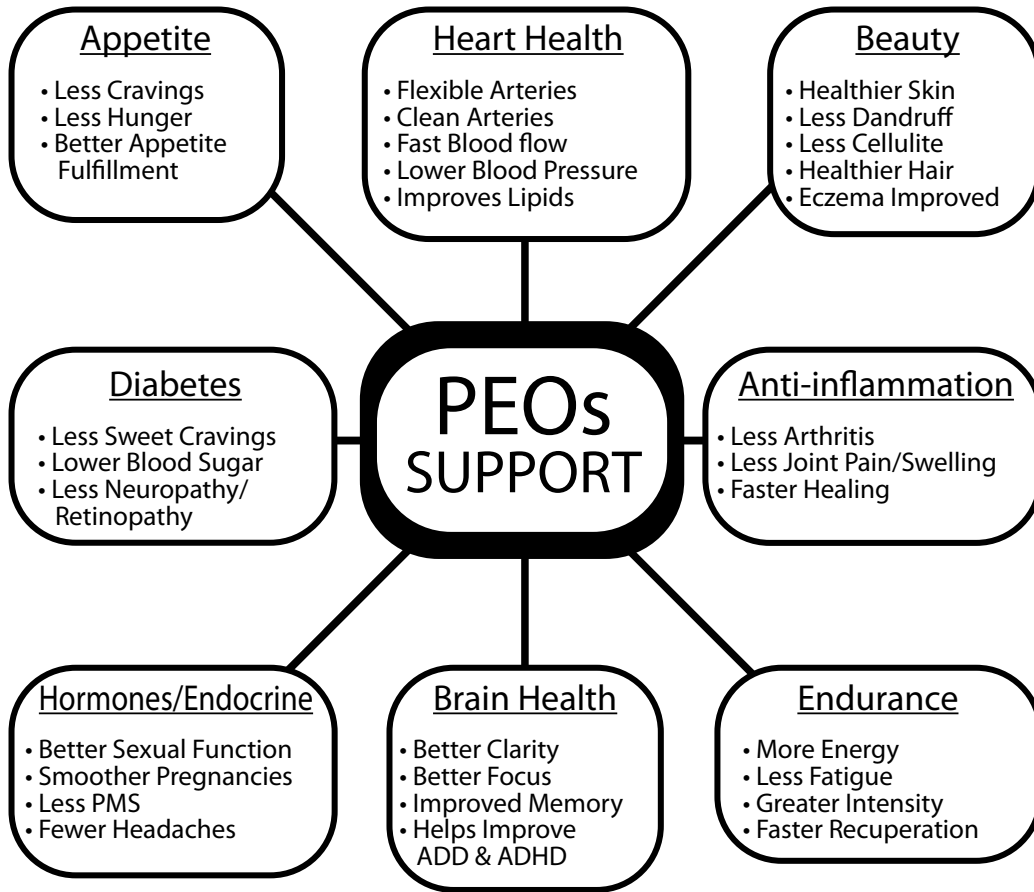 Appetite
• Less Cravings
• Less Hunger
• Better Appetite
Fulfillment
Heart Health
• Flexible Arteries
• Clean Arteries
• Fast Blood flow
• Lower Blood Pressure
• Improves Lipids
Beauty
• Healthier Skin
• Less Dandruff
• Less Cellulite
• Healthier Hair
• Eczema Improved
Diabetes
• Less Sweet Cravings
• Lower Blood Sugar
• Less Neuropathy/
Retinopathy
PEOs
SUPPORT
Anti-inflammation
• Less Arthritis
• Less Joint Pain/Swelling
• Faster Healing
Hormones/Endocrine
• Better Sexual Function
• Smoother Pregnancies
• Less PMS
• Fewer Headaches
Brain Health
• Better Clarity
• Better Focus
• Improved Memory
• Helps Improve
ADD & ADHD
Endurance
• More Energy
• Less Fatigue
• Greater Intensity
• Faster Recuperation